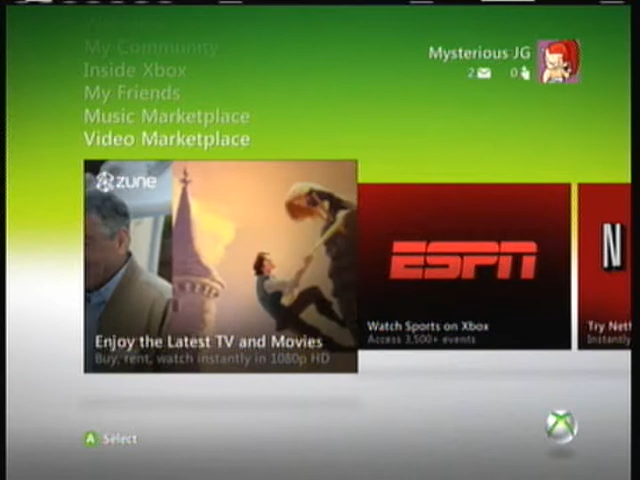 My Community
Inside Xbox
My Friends
Music Marketplace
Video Marketplace
Mysterious JG
2 0
zune
Enjoy the Latest TV and Movies
Buy, rent, watch instantly in 1080p HD
ESPN
Watch Sports on Xbox
Access 3,500+ events
N
Try Netf
Instantly
A Select